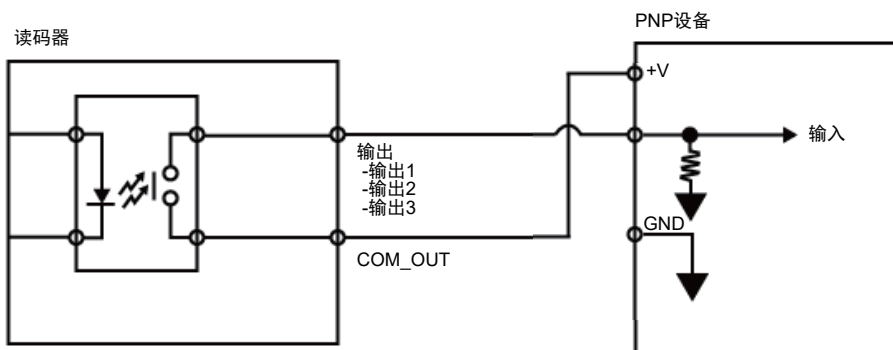 PNP设备
读码器
+V
输入
输出
-输出1
-输出2
-输出3
GND
COM_OUT